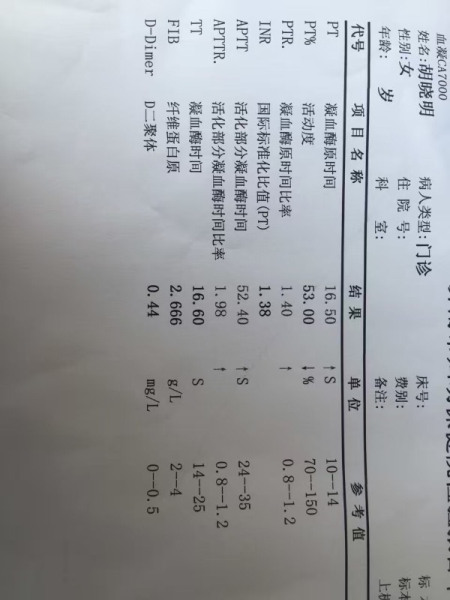 血凝CA7000
姓名:胡晓明 病人类型:门诊 床号: 标
性别:女 住 院 号: 费别: 标本
年龄: 岁 科 室: 备注: 上
代号 项 目 名 称 结 果 单 位 参 考 值
PT 凝血酶原时间 16.50 ↑ S 10--14
PT% 活动度 53.00 ↓ % 70--150
PTR. 凝血酶原时间比率 1.40 ↑ 0.8--1.2
INR 国际标准化比值(PT) 1.38
APTT 活化部分凝血酶时间 52.40 ↑ S 24--35
APTTR. 活化部分凝血酶时间比率 1.98 ↑ 0.8--1.2
TT 凝血酶时间 16.60 S 14--25
FIB 纤维蛋白原 2.666 g/L 2--4
D-Dimer D二聚体 0.44 mg/L 0--0.5